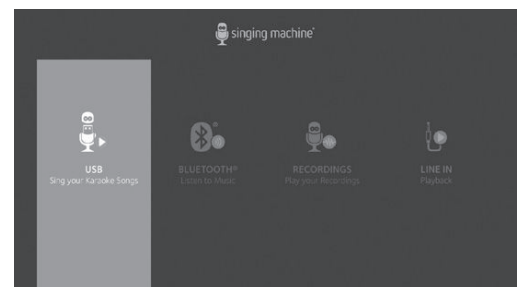 singing machine®
USB
Sing your Karaoke Songs
BLUETOOTH®
Listen to Music
RECORDINGS
Play your Recordings
LINE IN
Playback